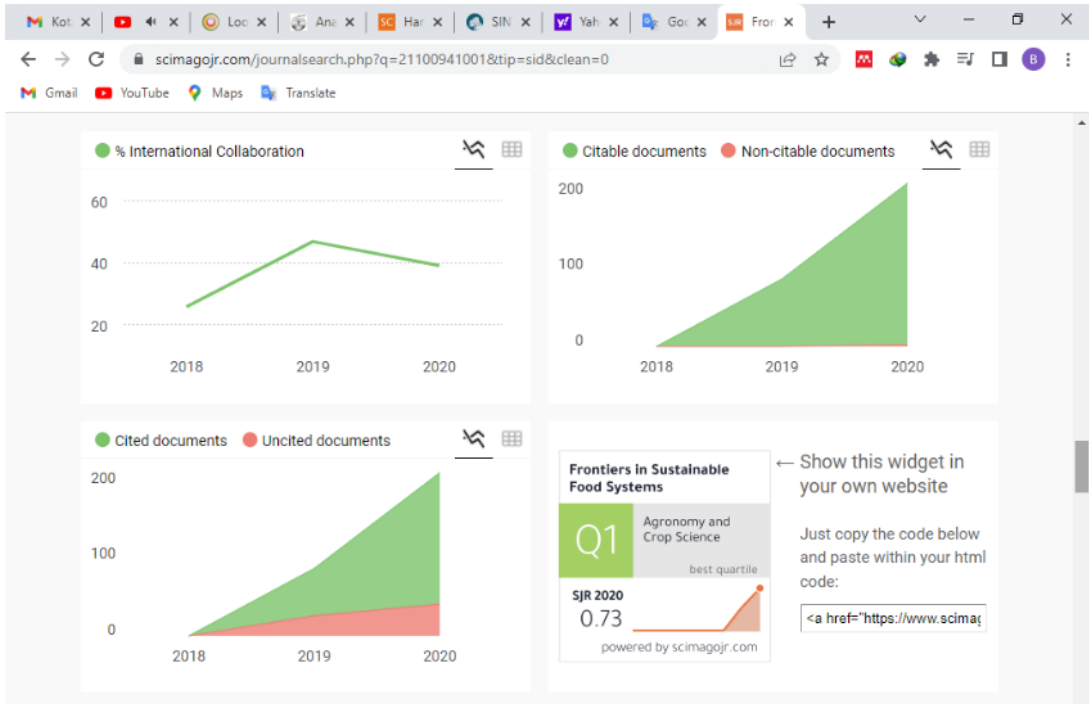 Kot
Loo
Ana
SC Har
SIN
y! Yah
Goo
SJR Fron
scimagojr.com/journalsearch.php?q=21100941001&tip=sid&clean=0
B
Gmail YouTube Maps Translate
% International Collaboration
60
40
20
2018 2019 2020
Citable documents Non-citable documents
200
100
0
2018 2019 2020
Cited documents Uncited documents
200
100
0
2018 2019 2020
Frontiers in Sustainable
Food Systems
Q1
Agronomy and
Crop Science
best quartile
SJR 2020
0.73
powered by scimagojr.com
← Show this widget in
your own website
Just copy the code below
and paste within your html
code:
<a href="https://www.scimag